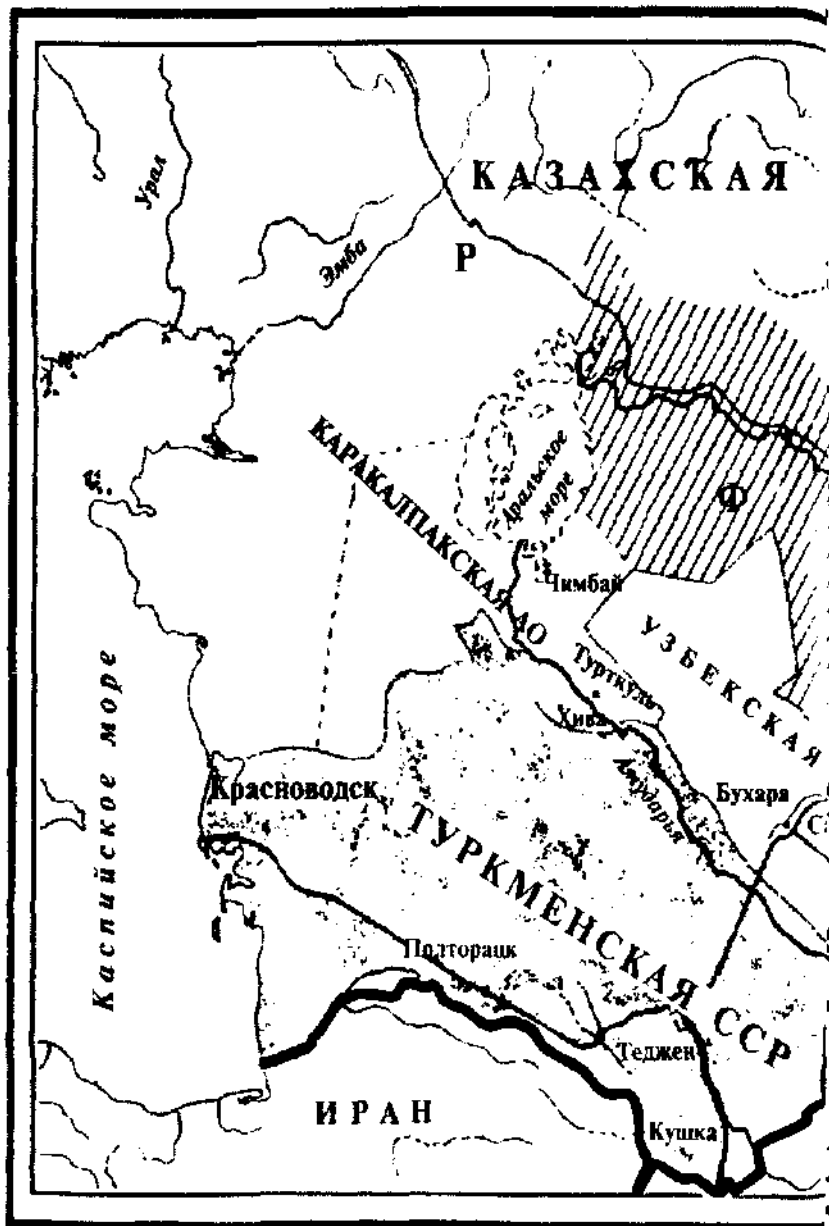 КАЗАХСКАЯ
Урал
Эмба
Р
С
КАРАКАЛПАКСКАЯ АО
Аральское
море
Ф
Чимбай
УЗБЕКСКАЯ
Турткуль
Хива
Каспийское море
Красноводск
Амударья
Бухара
ТУРКМЕНСКАЯ ССР
Полторацк
Теджен
ИРАН
Кушка